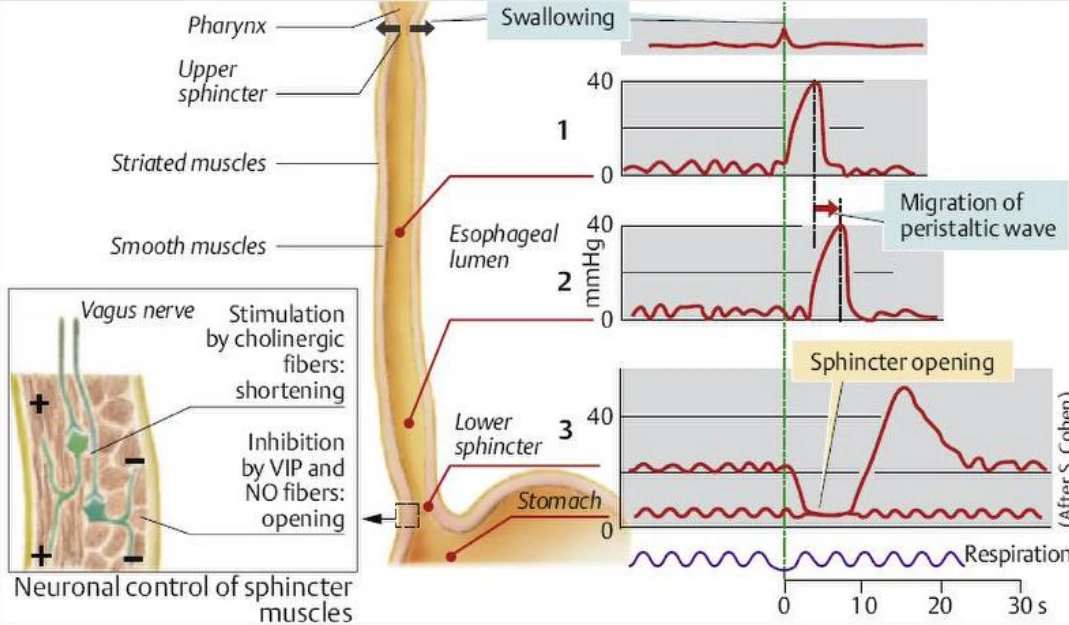 Pharynx
Upper
sphincter
Striated muscles
Smooth muscles
Swallowing
Esophageal
lumen
Lower
sphincter
Stomach
1
40
0
2
mmHg
40
0
Migration of
peristaltic wave
3
40
0
Sphincter opening
(After S. Cohen)
Respiration
0
10
20
30 s
Vagus nerve
Stimulation
by cholinergic
fibers:
shortening
Inhibition
by VIP and
NO fibers:
opening
+
+
–
–
Neuronal control of sphincter
muscles